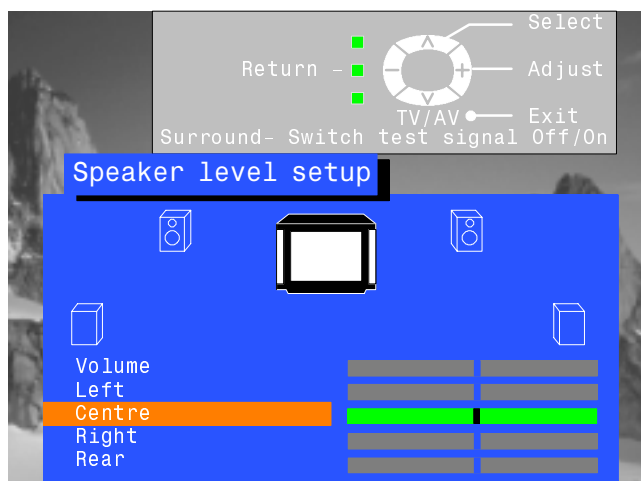 Select
Return - Adjust
TV/AV Exit
Surround- Switch test signal Off/On
Speaker level setup
Volume
Left
Centre
Right
Rear